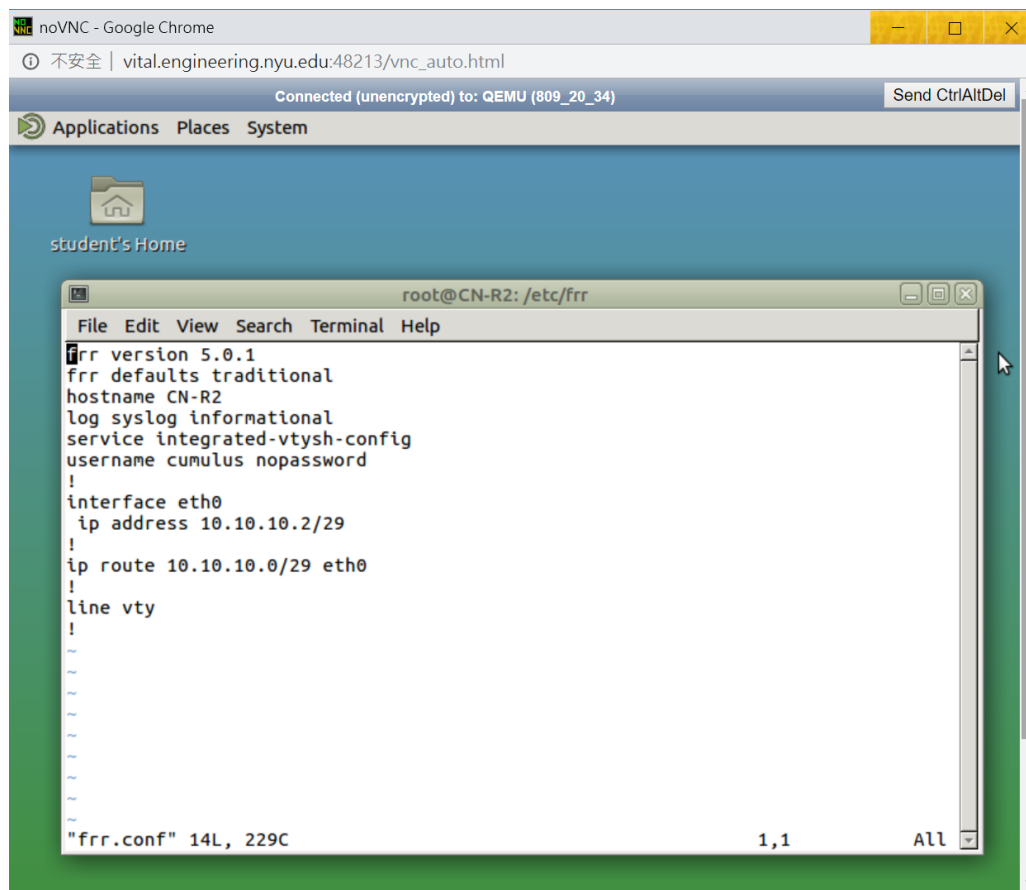 NO VNC noVNC - Google Chrome
不安全 | vital.engineering.nyu.edu:48213/vnc_auto.html
Connected (unencrypted) to: QEMU (809_20_34)
Send CtrlAltDel
Applications Places System
student's Home
root@CN-R2: /etc/frr
File Edit View Search Terminal Help
frr version 5.0.1
frr defaults traditional
hostname CN-R2
log syslog informational
service integrated-vtysh-config
username cumulus nopassword
!
interface eth0
 ip address 10.10.10.2/29
!
ip route 10.10.10.0/29 eth0
!
line vty
!
~
~
~
~
~
~
~
~
~
"frr.conf" 14L, 229C 1,1 All